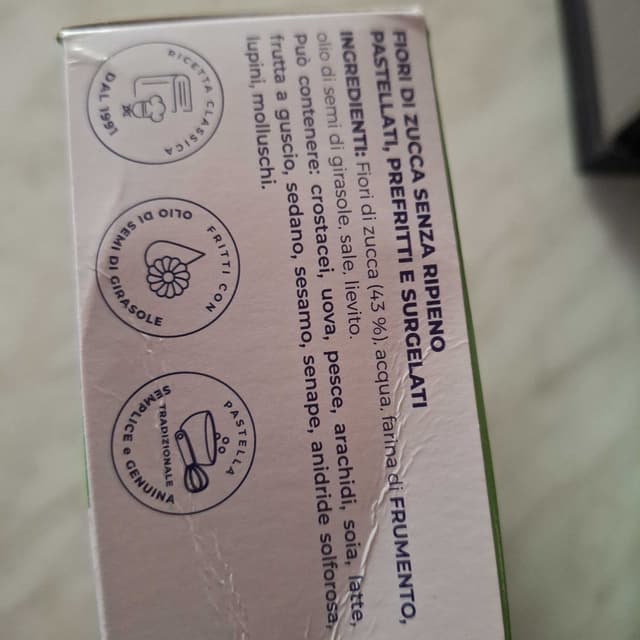 FIORI DI ZUCCA SENZA RIPIENO
PASTELLATI, PREFRITTI E SURGELATI
INGREDIENTI: Fiori di zucca (43 %), acqua, farina di FRUMENTO,
olio di semi di girasole, sale, lievito.
Può contenere: crostacei, uova, pesce, arachidi, soia, latte,
frutta a guscio, sedano, sesamo, senape, anidride solforosa,
lupini, molluschi.
RICETTA CLASSICA
DAL 1991
FRITTI CON
OLIO DI SEMI DI GIRASOLE
PASTELLA
TRADIZIONALE
SEMPLICE e GENUINA